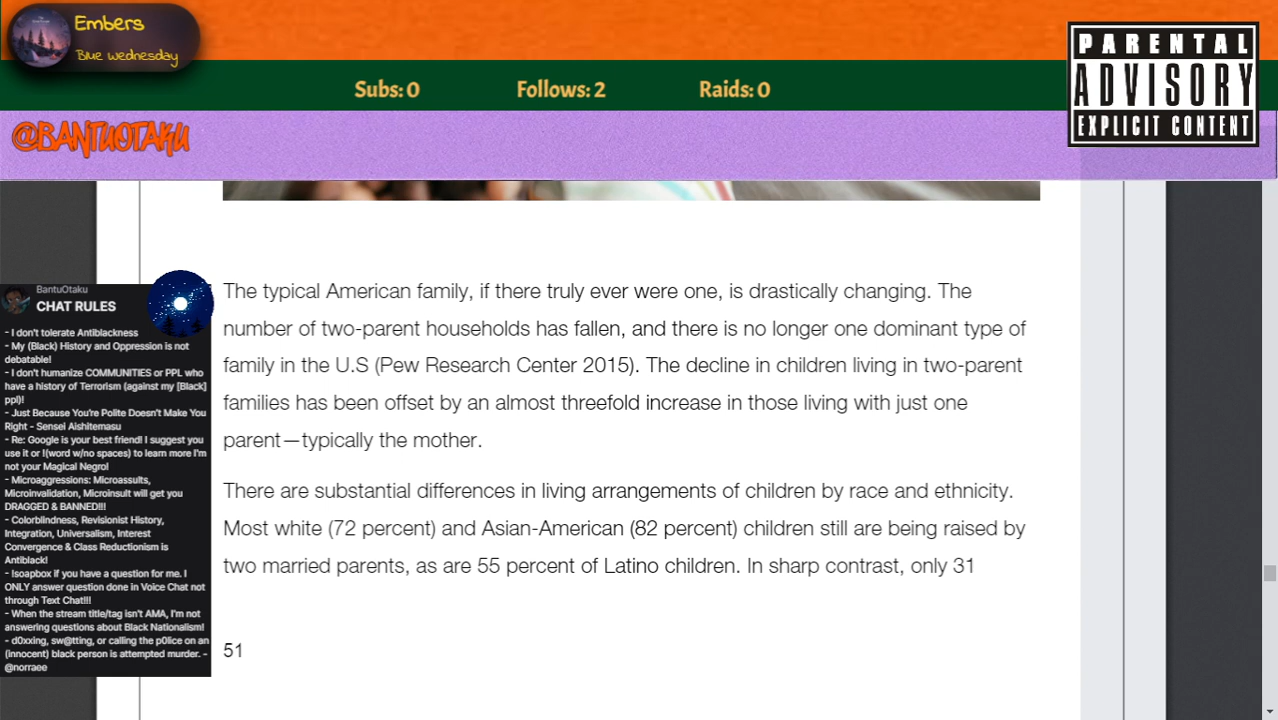 Embers
Blue wednesday
Subs: 0 Follows: 2 Raids: 0
PARENTAL
ADVISORY
EXPLICIT CONTENT
@BANTUOTAKU
BantuOtaku
CHAT RULES
- I don't tolerate Antiblackness
- My (Black) History and Oppression is not
debatable!
- I don't humanize COMMUNITIES or PPL who
have a history of Terrorism (against my [Black]
ppl)!
- Just Because You're Polite Doesn't Make You
Right - Sensei Aishitemasu
- Re: Google is your best friend! I suggest you
use it or !(word w/no spaces) to learn more I'm
not your Magical Negro!
- Microaggressions: Microassults,
Microinvalidation, Microinsult will get you
DRAGGED & BANNED!!!
- Colorblindness, Revisionist History,
Integration, Universalism, Interest
Convergence & Class Reductionism is
Antiblack!
- !soapbox if you have a question for me. I
ONLY answer question done in Voice Chat not
through Text Chat!!!
- When the stream title/tag isn't AMA, I'm not
answering questions about Black Nationalism!
- d0xxing, sw@tting, or calling the p0lice on an
(innocent) black person is attempted murder. -
@norraee
The typical American family, if there truly ever were one, is drastically changing. The
number of two-parent households has fallen, and there is no longer one dominant type of
family in the U.S (Pew Research Center 2015). The decline in children living in two-parent
families has been offset by an almost threefold increase in those living with just one
parent—typically the mother.
There are substantial differences in living arrangements of children by race and ethnicity.
Most white (72 percent) and Asian-American (82 percent) children still are being raised by
two married parents, as are 55 percent of Latino children. In sharp contrast, only 31
51